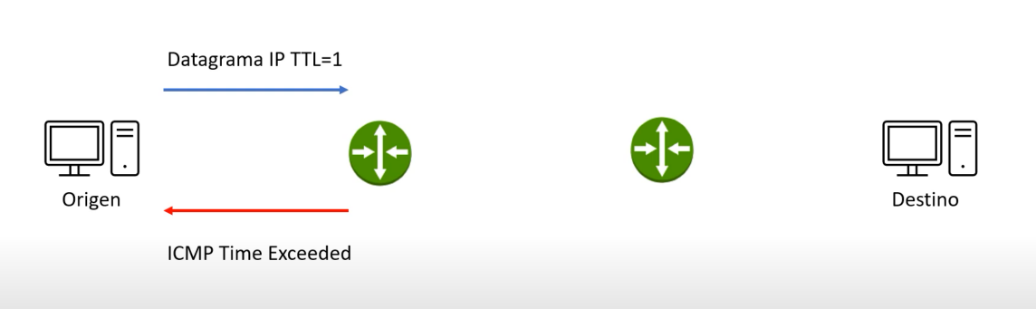 Datagrama IP TTL=1
Origen
Destino
ICMP Time Exceeded